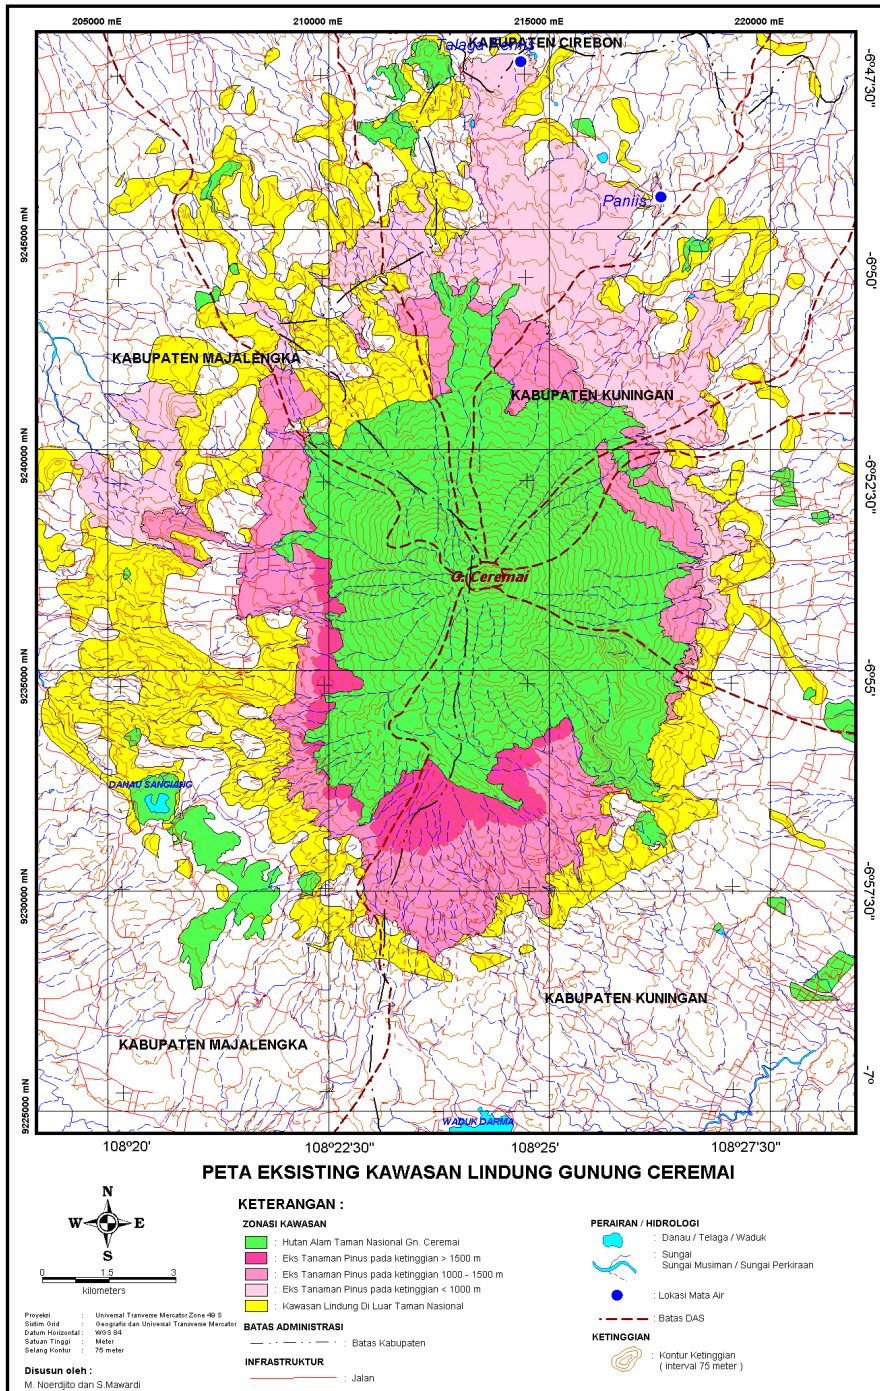 205000 mE
210000 mE
215000 mE
220000 mE
KABUPATEN CIREBON
-6°47'30"
Paniis
9245000 mN
-6°50'
KABUPATEN MAJALENGKA
KABUPATEN KUNINGAN
9240000 mN
-6°52'30"
G. Ceremai
9235000 mN
-6°55'
DANAU SANGIANG
9230000 mN
-6°57'30"
KABUPATEN KUNINGAN
KABUPATEN MAJALENGKA
-7°
9225000 mN
WADUK DARMA
108°20'
108°22'30"
108°25'
108°27'30"
PETA EKSISTING KAWASAN LINDUNG GUNUNG CEREMAI
N
W E
S
0 1.5 3
kilometers
Proyeksi : Universal Tranverse Mercator Zone 49 S
Sistim Grid : Geografis dan Universal Transverse Mercator
Datum Horizontal : WGS 84
Satuan Tinggi : Meter
Selang Kontur : 75 meter
Disusun oleh :
M. Noerdjito dan S.Mawardi
KETERANGAN :
ZONASI KAWASAN
: Hutan Alam Taman Nasional Gn. Ceremai
: Eks Tanaman Pinus pada ketinggian > 1500 m
: Eks Tanaman Pinus pada ketinggian 1000 - 1500 m
: Eks Tanaman Pinus pada ketinggian < 1000 m
: Kawasan Lindung Di Luar Taman Nasional
BATAS ADMINISTRASI
: Batas Kabupaten
INFRASTRUKTUR
: Jalan
PERAIRAN / HIDROLOGI
: Danau / Telaga / Waduk
: Sungai
Sungai Musiman / Sungai Perkiraan
: Lokasi Mata Air
: Batas DAS
KETINGGIAN
: Kontur Ketinggian
( interval 75 meter )